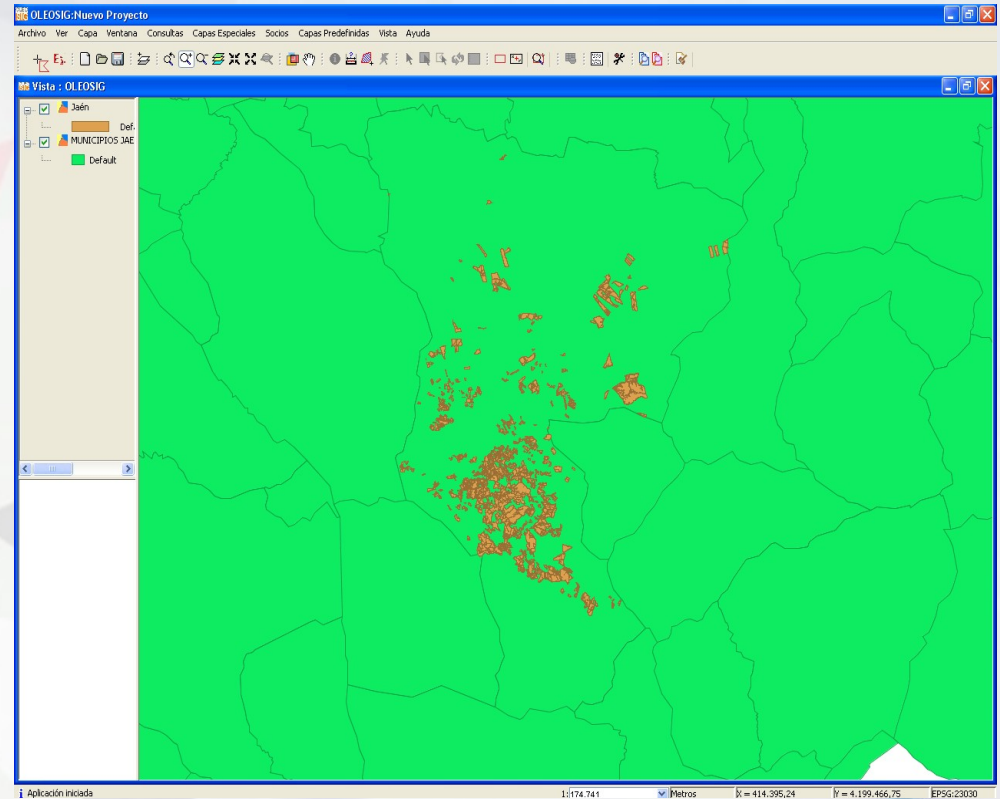 OLEOSIG:Nuevo Proyecto
Archivo Ver Capa Ventana Consultas Capas Especiales Socios Capas Predefinidas Vista Ayuda
Vista : OLEOSIG
Jaén
Def.
MUNICIPIOS JAE
Default
Aplicación iniciada
1: 174.741
Metros
X = 414.395,24
Y = 4.199.466,75
EPSG:23030